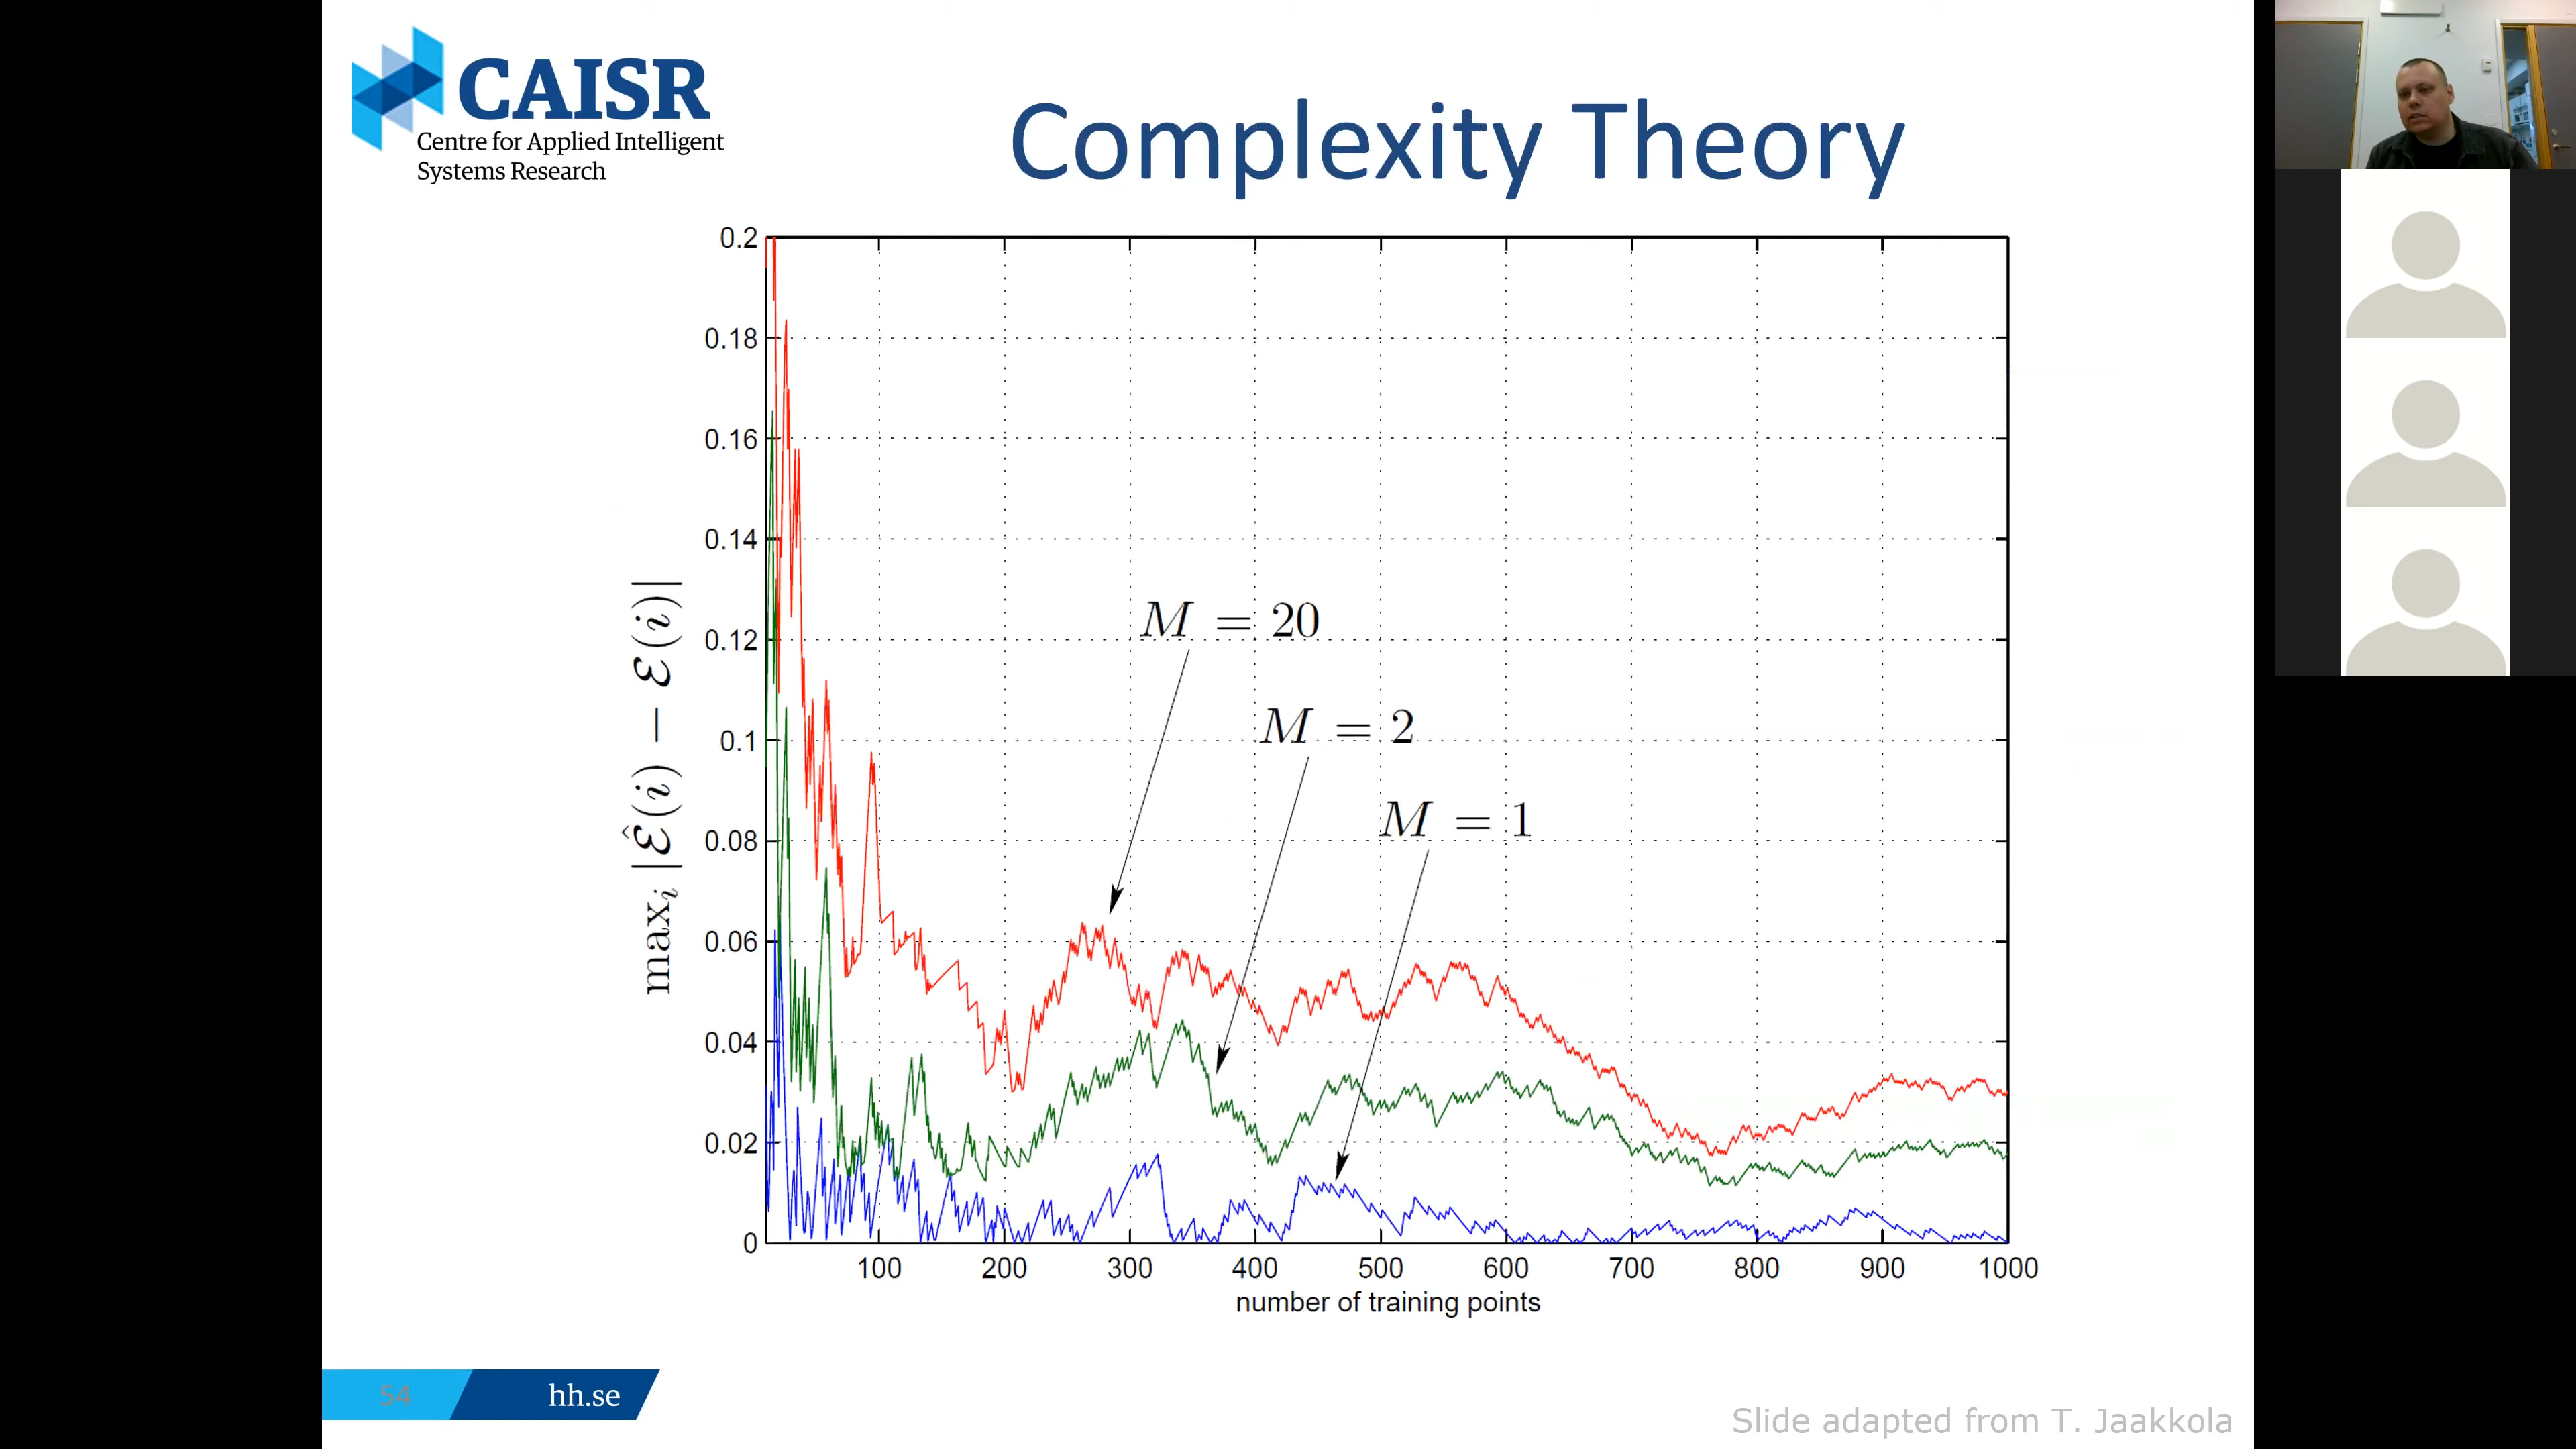 CAISR
Centre for Applied Intelligent
Systems Research
Complexity Theory
0.2
0.18
0.16
0.14
0.12
0.1
0.08
0.06
0.04
0.02
0
max_i |Ê(i) − E(i)|
M = 20
M = 2
M = 1
100 200 300 400 500 600 700 800 900 1000
number of training points
54
hh.se
Slide adapted from T. Jaakkola